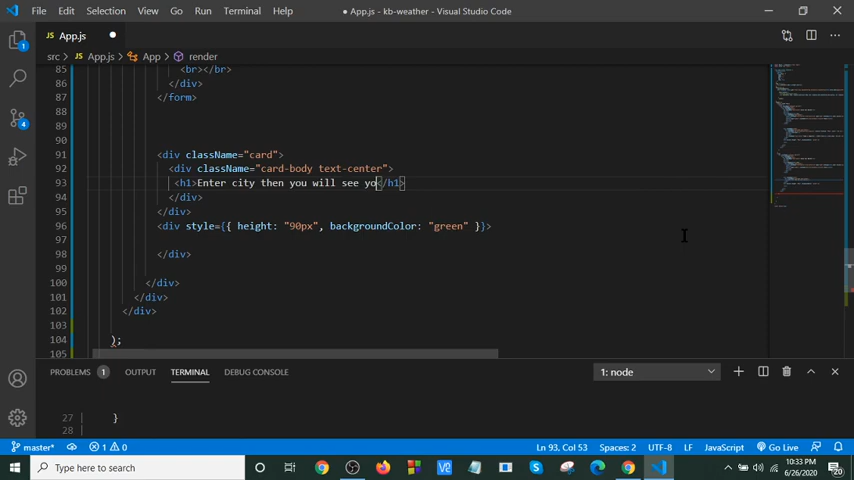 File Edit Selection View Go Run Terminal Help
● App.js - kb-weather - Visual Studio Code
JS App.js ●
src > JS App.js > App > render
85 <br></br>
86 </div>
87 </form>
88
89
90
91 <div className="card">
92 <div className="card-body text-center">
93 <h1>Enter city then you will see yo</h1>
94 </div>
95 </div>
96 <div style={{ height: "90px", backgroundColor: "green" }}>
97
98 </div>
99
100 </div>
101 </div>
102 </div>
103
104 );
105
PROBLEMS 1 OUTPUT TERMINAL DEBUG CONSOLE 1: node
27 | }
28 |
master* 1 0 Ln 93, Col 53 Spaces: 2 UTF-8 LF JavaScript Go Live
Type here to search
10:33 PM
6/26/2020